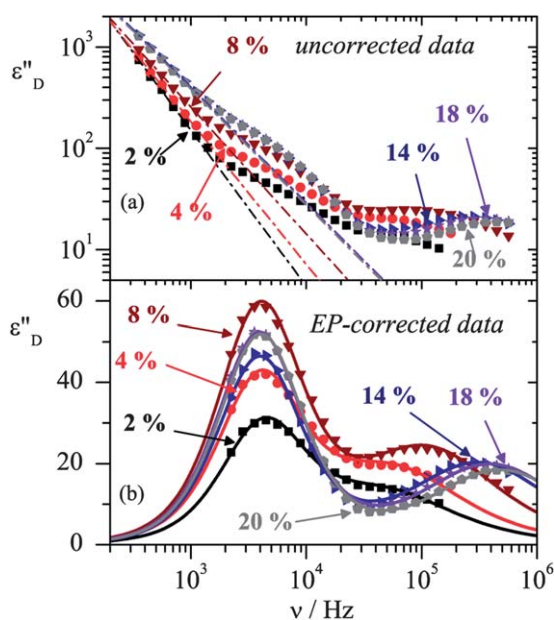 10³
ε"D
8 %
uncorrected data
18 %
10²
2 %
14 %
(a)
4 %
10¹
20 %
60
ε"D
8 %
EP-corrected data
4 %
40
14 %
18 %
2 %
20
(b)
20 %
0
10³ 10⁴ 10⁵ 10⁶
ν / Hz